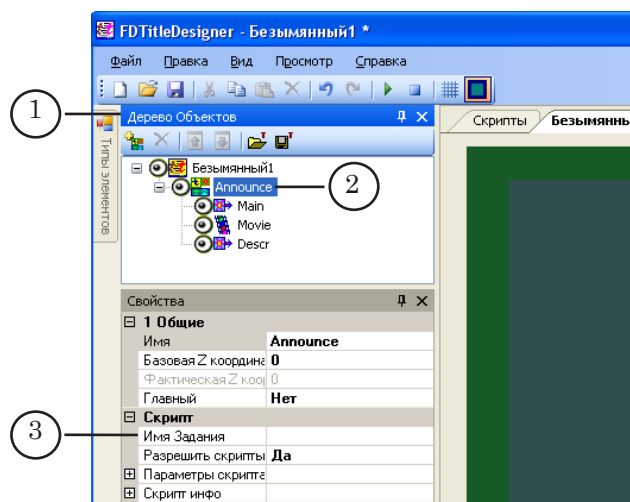 FDTitleDesigner - Безымянный1 *
Файл Правка Вид Просмотр Справка
1
Дерево Объектов
Скрипты Безымянны
Типы элементов
Безымянный1
Announce
2
Main
Movie
Descr
Свойства
1 Общие
Имя Announce
Базовая Z координа 0
Фактическая Z коор 0
Главный Нет
Скрипт
3
Имя Задания
Разрешить скрипты Да
Параметры скрипта
Скрипт инфо